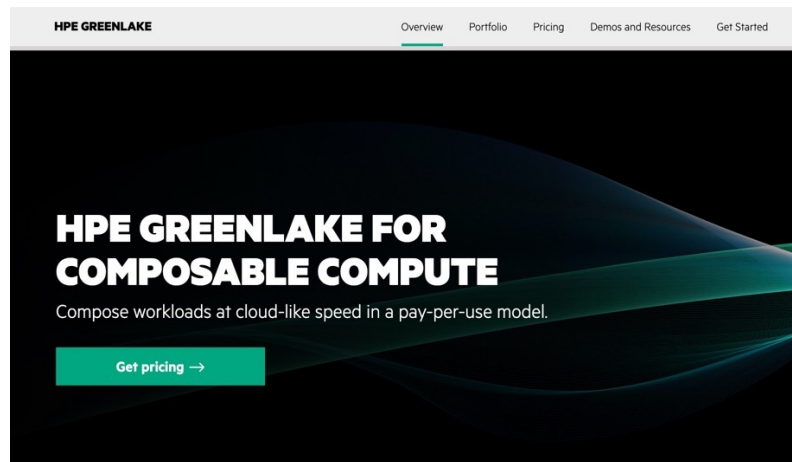 HPE GREENLAKE
Overview Portfolio Pricing Demos and Resources Get Started
HPE GREENLAKE FOR
COMPOSABLE COMPUTE
Compose workloads at cloud-like speed in a pay-per-use model.
Get pricing →